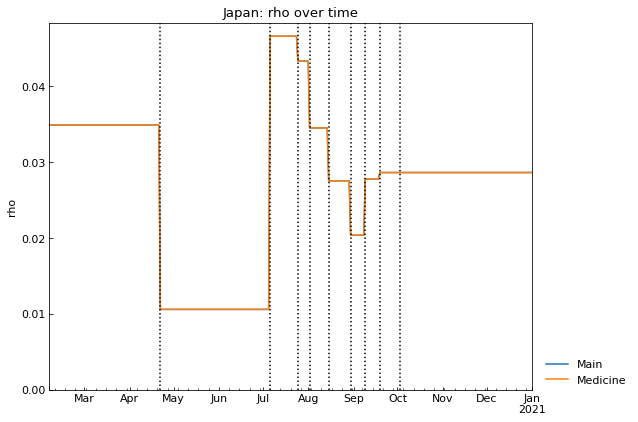 Japan: rho over time
rho
0.04
0.03
0.02
0.01
0.00
Mar Apr May Jun Jul Aug Sep Oct Nov Dec Jan
2021
Main
Medicine